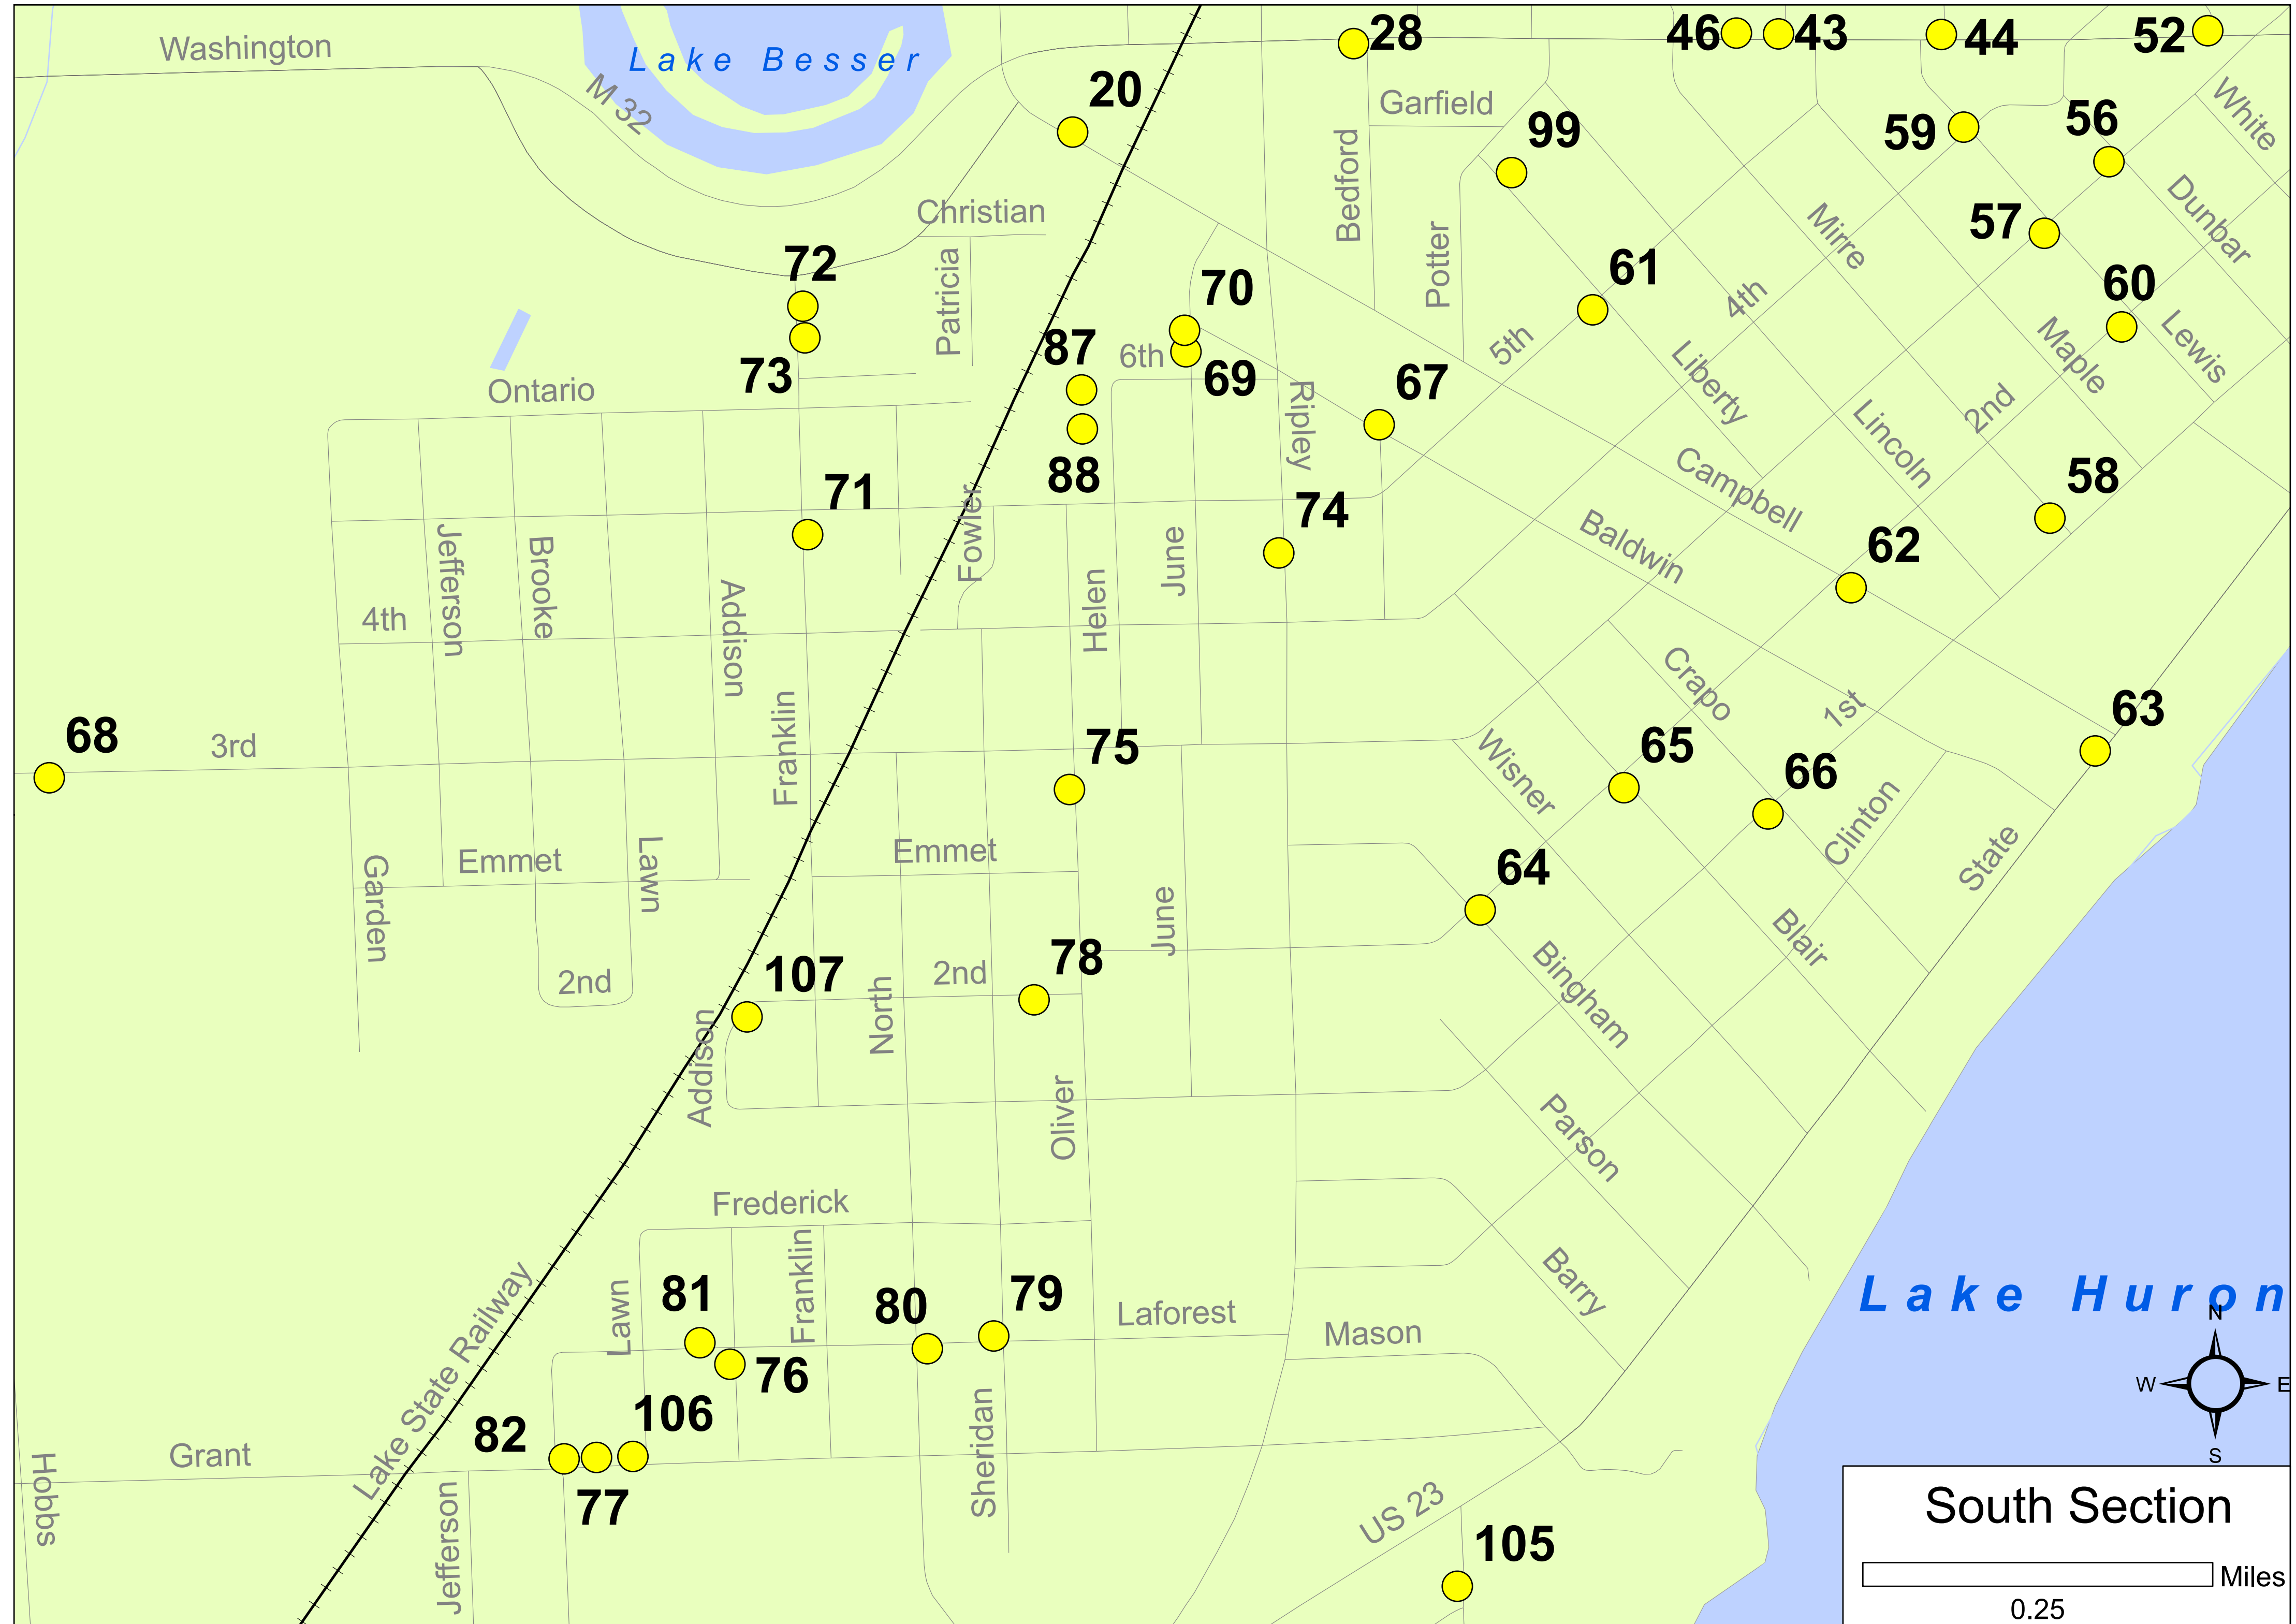 Washington
Lake Besser
28
46
43
44
52
M 32
20
Garfield
99
59
56
White
Bedford
Christian
Mirre
57
Dunbar
Patricia
72
70
Potter
61
4th
60
87
6th
69
67
5th
Liberty
Maple
Lewis
73
Ontario
Ripley
2nd
88
Lincoln
58
71
74
Campbell
Fowler
June
Baldwin
62
Jefferson
Brooke
Addison
4th
Helen
Crapo
1st
63
68
3rd
Franklin
75
Wisner
65
66
Clinton
State
Garden
Emmet
Lawn
Emmet
64
June
107
2nd
2nd
78
North
Blair
Bingham
Addison
Oliver
Parson
Frederick
Lake State Railway
Lawn
81
Franklin
80
79
Laforest
Mason
Barry
Lake Huron
N
W
E
S
76
106
82
77
Grant
Hobbs
Jefferson
Sheridan
US 23
105
South Section
Miles
0.25